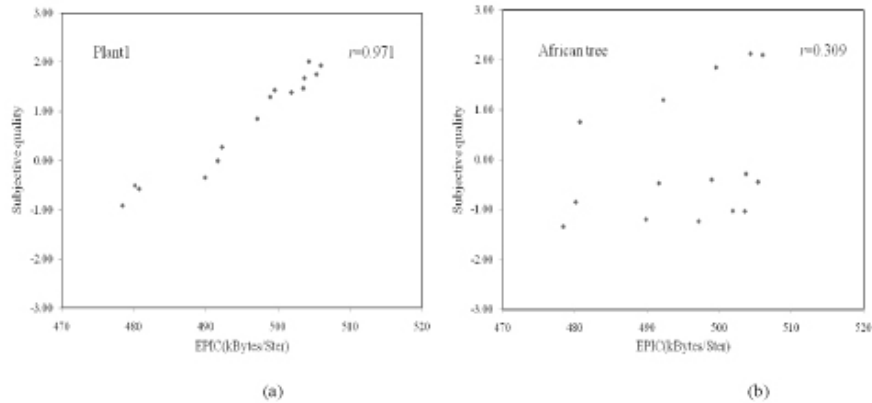 3.00
2.00
1.00
0.00
-1.00
-2.00
-3.00
Subjective quality
Plant1
r=0.971
470 480 490 500 510 520
EPIC(kBytes/Ster)
(a)
3.00
2.00
1.00
0.00
-1.00
-2.00
-3.00
Subjective quality
African tree
r=0.309
470 480 490 500 510 520
EPIC(kBytes/Ster)
(b)